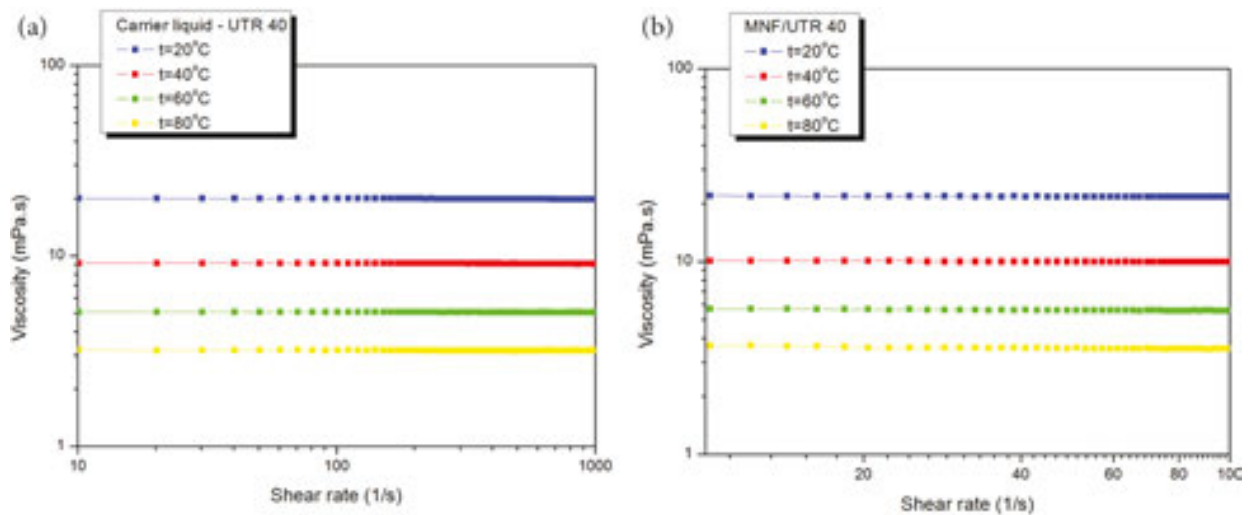 (a)
Carrier liquid - UTR 40
t=20°C
t=40°C
t=60°C
t=80°C
100
10
1
Viscosity (mPa.s)
10 100 1000
Shear rate (1/s)
(b)
MNF/UTR 40
t=20°C
t=40°C
t=60°C
t=80°C
100
10
1
Viscosity (mPa.s)
20 40 60 80 100
Shear rate (1/s)